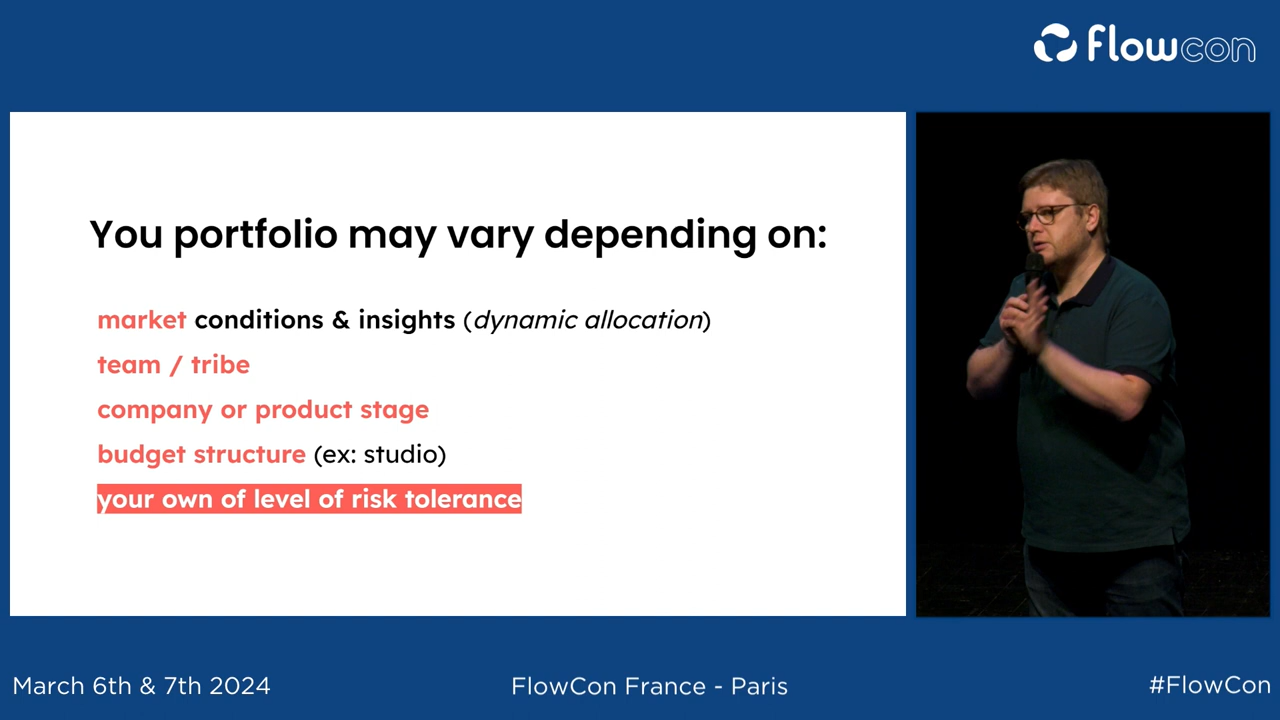 flowcon
You portfolio may vary depending on:
market conditions & insights (dynamic allocation)
team / tribe
company or product stage
budget structure (ex: studio)
your own of level of risk tolerance
March 6th & 7th 2024
FlowCon France - Paris
#FlowCon